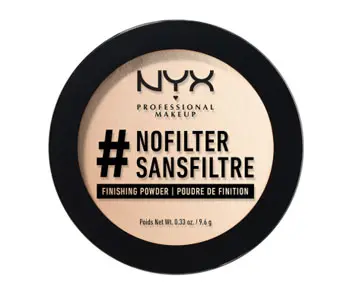 NYX
PROFESSIONAL
MAKEUP
# NOFILTER
SANSFILTRE
FINISHING POWDER | POUDRE DE FINITION
Poids Net Wt. 0.33 oz. / 9.6 g